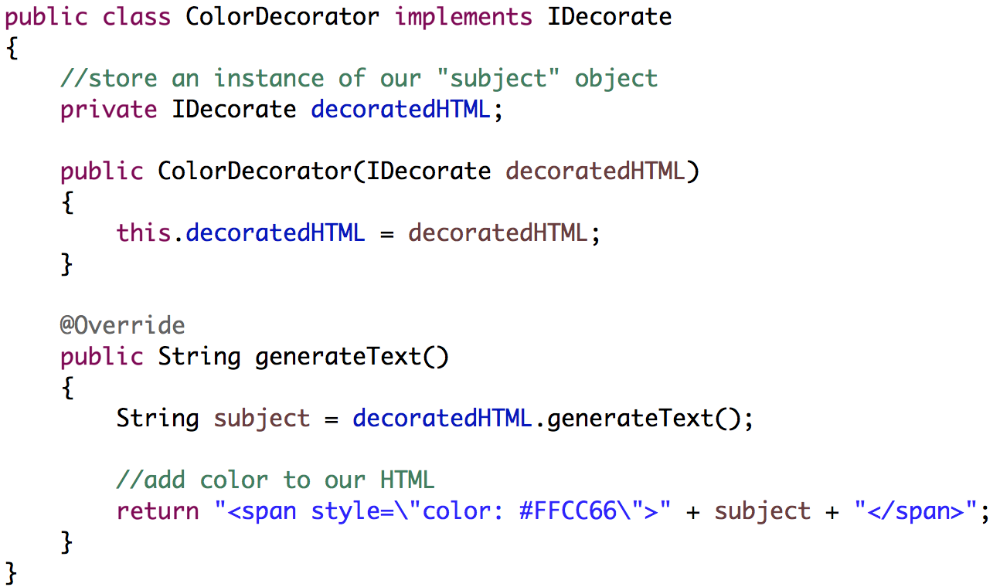 public class ColorDecorator implements IDecorate
{
    //store an instance of our "subject" object
    private IDecorate decoratedHTML;

    public ColorDecorator(IDecorate decoratedHTML)
    {
        this.decoratedHTML = decoratedHTML;
    }

    @Override
    public String generateText()
    {
        String subject = decoratedHTML.generateText();

        //add color to our HTML
        return "<span style=\"color: #FFCC66\">" + subject + "</span>";
    }
}